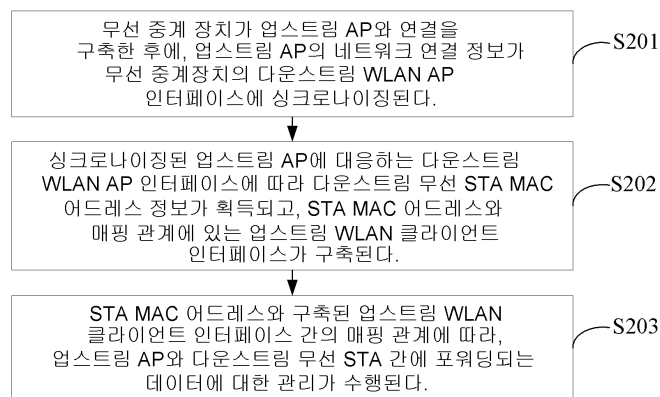 무선 중계 장치가 업스트림 AP와 연결을
구축한 후에, 업스트림 AP의 네트워크 연결 정보가
무선 중계장치의 다운스트림 WLAN AP
인터페이스에 싱크로나이징된다.
S201
싱크로나이징된 업스트림 AP에 대응하는 다운스트림
WLAN AP 인터페이스에 따라 다운스트림 무선 STA MAC
어드레스 정보가 획득되고, STA MAC 어드레스와
매핑 관계에 있는 업스트림 WLAN 클라이언트
인터페이스가 구축된다.
S202
STA MAC 어드레스와 구축된 업스트림 WLAN
클라이언트 인터페이스 간의 매핑 관계에 따라,
업스트림 AP와 다운스트림 무선 STA 간에 포워딩되는
데이터에 대한 관리가 수행된다.
S203